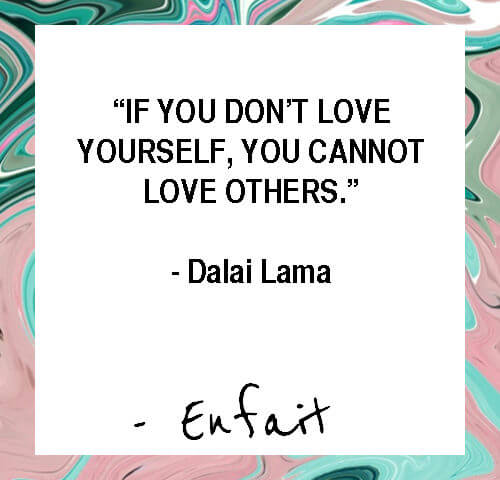 “IF YOU DON’T LOVE
YOURSELF, YOU CANNOT
LOVE OTHERS.”
- Dalai Lama
- Enfait